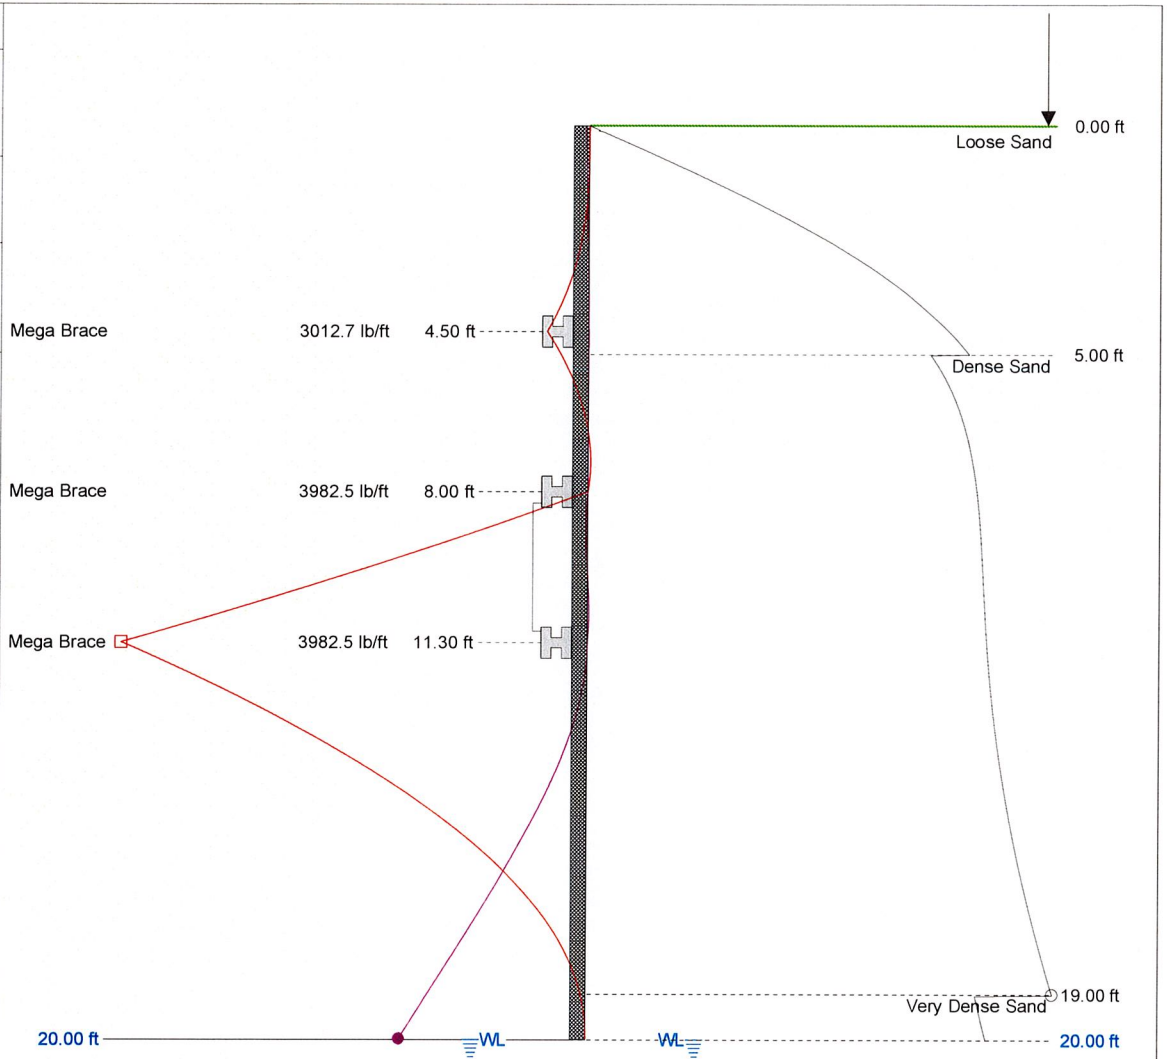 0.00 ft
Loose Sand
Mega Brace 3012.7 lb/ft 4.50 ft
5.00 ft
Dense Sand
Mega Brace 3982.5 lb/ft 8.00 ft
Mega Brace 3982.5 lb/ft 11.30 ft
19.00 ft
Very Dense Sand
20.00 ft WL WL 20.00 ft